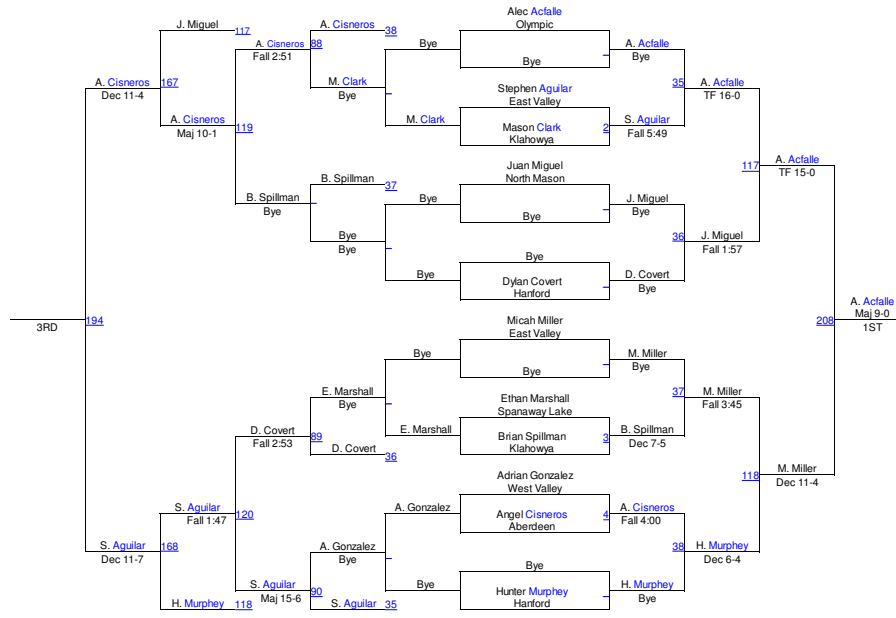 Alec Acfalle
J. Miguel
117
A. Cisneros
38
Olympic
A. Cisneros
88
Bye
A. Acfalle
Fall 2:51
Bye
Bye
A. Cisneros
167
M. Clark
Stephen Aguilar
35
A. Acfalle
Dec 11-4
Bye
East Valley
TF 16-0
A. Cisneros
119
M. Clark
Mason Clark
2
S. Aguilar
Maj 10-1
Klahowya
Fall 5:49
Juan Miguel
117
A. Acfalle
B. Spillman
37
North Mason
TF 15-0
B. Spillman
Bye
J. Miguel
Bye
Bye
Bye
Bye
36
J. Miguel
Bye
Fall 1:57
Bye
Bye
Dylan Covert
D. Covert
Hanford
Bye
A. Acfalle
Maj 9-0
194
Micah Miller
208
3RD
East Valley
1ST
Bye
M. Miller
Bye
Bye
E. Marshall
Ethan Marshall
37
M. Miller
Bye
Spanaway Lake
Fall 3:45
D. Covert
89
E. Marshall
Brian Spillman
3
B. Spillman
Fall 2:53
D. Covert
36
Klahowya
Dec 7-5
Adrian Gonzalez
118
M. Miller
West Valley
Dec 11-4
S. Aguilar
120
A. Gonzalez
Angel Cisneros
4
A. Cisneros
Fall 1:47
Aberdeen
Fall 4:00
S. Aguilar
168
A. Gonzalez
38
H. Murphey
Dec 11-7
Bye
Bye
Dec 6-4
S. Aguilar
90
Bye
Hunter Murphey
H. Murphey
Maj 15-6
H. Murphey
118
S. Aguilar
35
Hanford
Bye